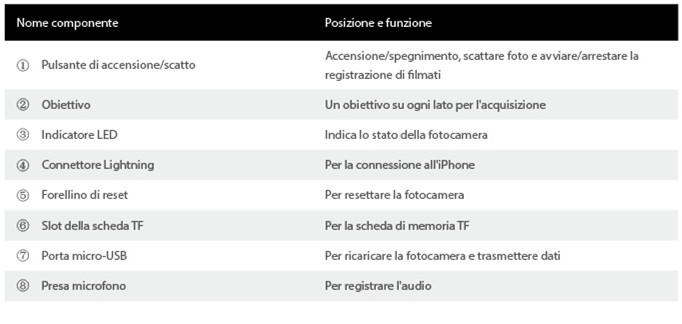 Nome componente Posizione e funzione
① Pulsante di accensione/scatto Accensione/spegnimento, scattare foto e avviare/arrestare la
registrazione di filmati
② Obiettivo Un obiettivo su ogni lato per l'acquisizione
③ Indicatore LED Indica lo stato della fotocamera
④ Connettore Lightning Per la connessione all'iPhone
⑤ Forellino di reset Per resettare la fotocamera
⑥ Slot della scheda TF Per la scheda di memoria TF
⑦ Porta micro-USB Per ricaricare la fotocamera e trasmettere dati
⑧ Presa microfono Per registrare l'audio